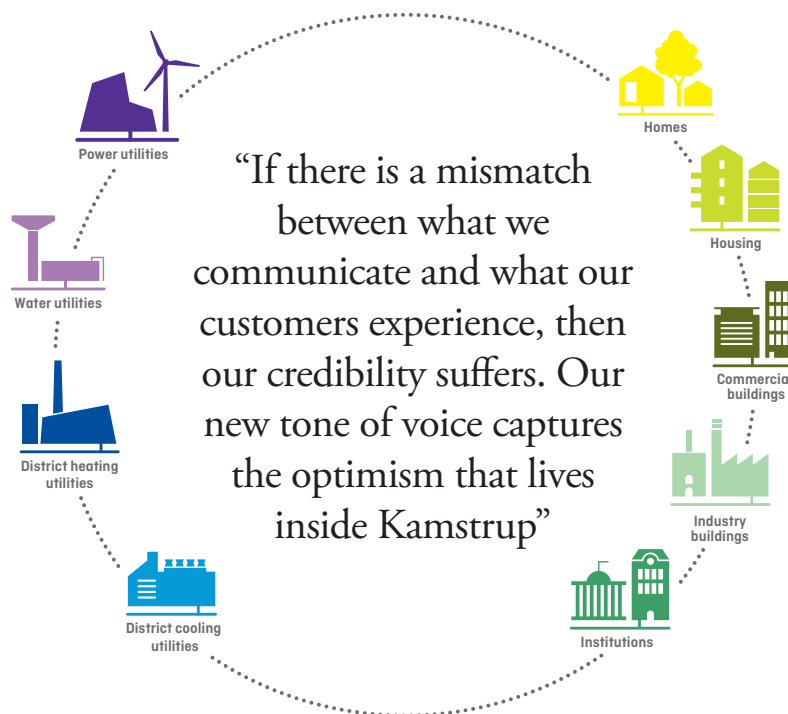 Power utilities
Water utilities
District heating
utilities
District cooling
utilities
“If there is a mismatch
between what we
communicate and what our
customers experience, then
our credibility suffers. Our
new tone of voice captures
the optimism that lives
inside Kamstrup”
Homes
Housing
Commercia
buildings
Industry
buildings
Institutions